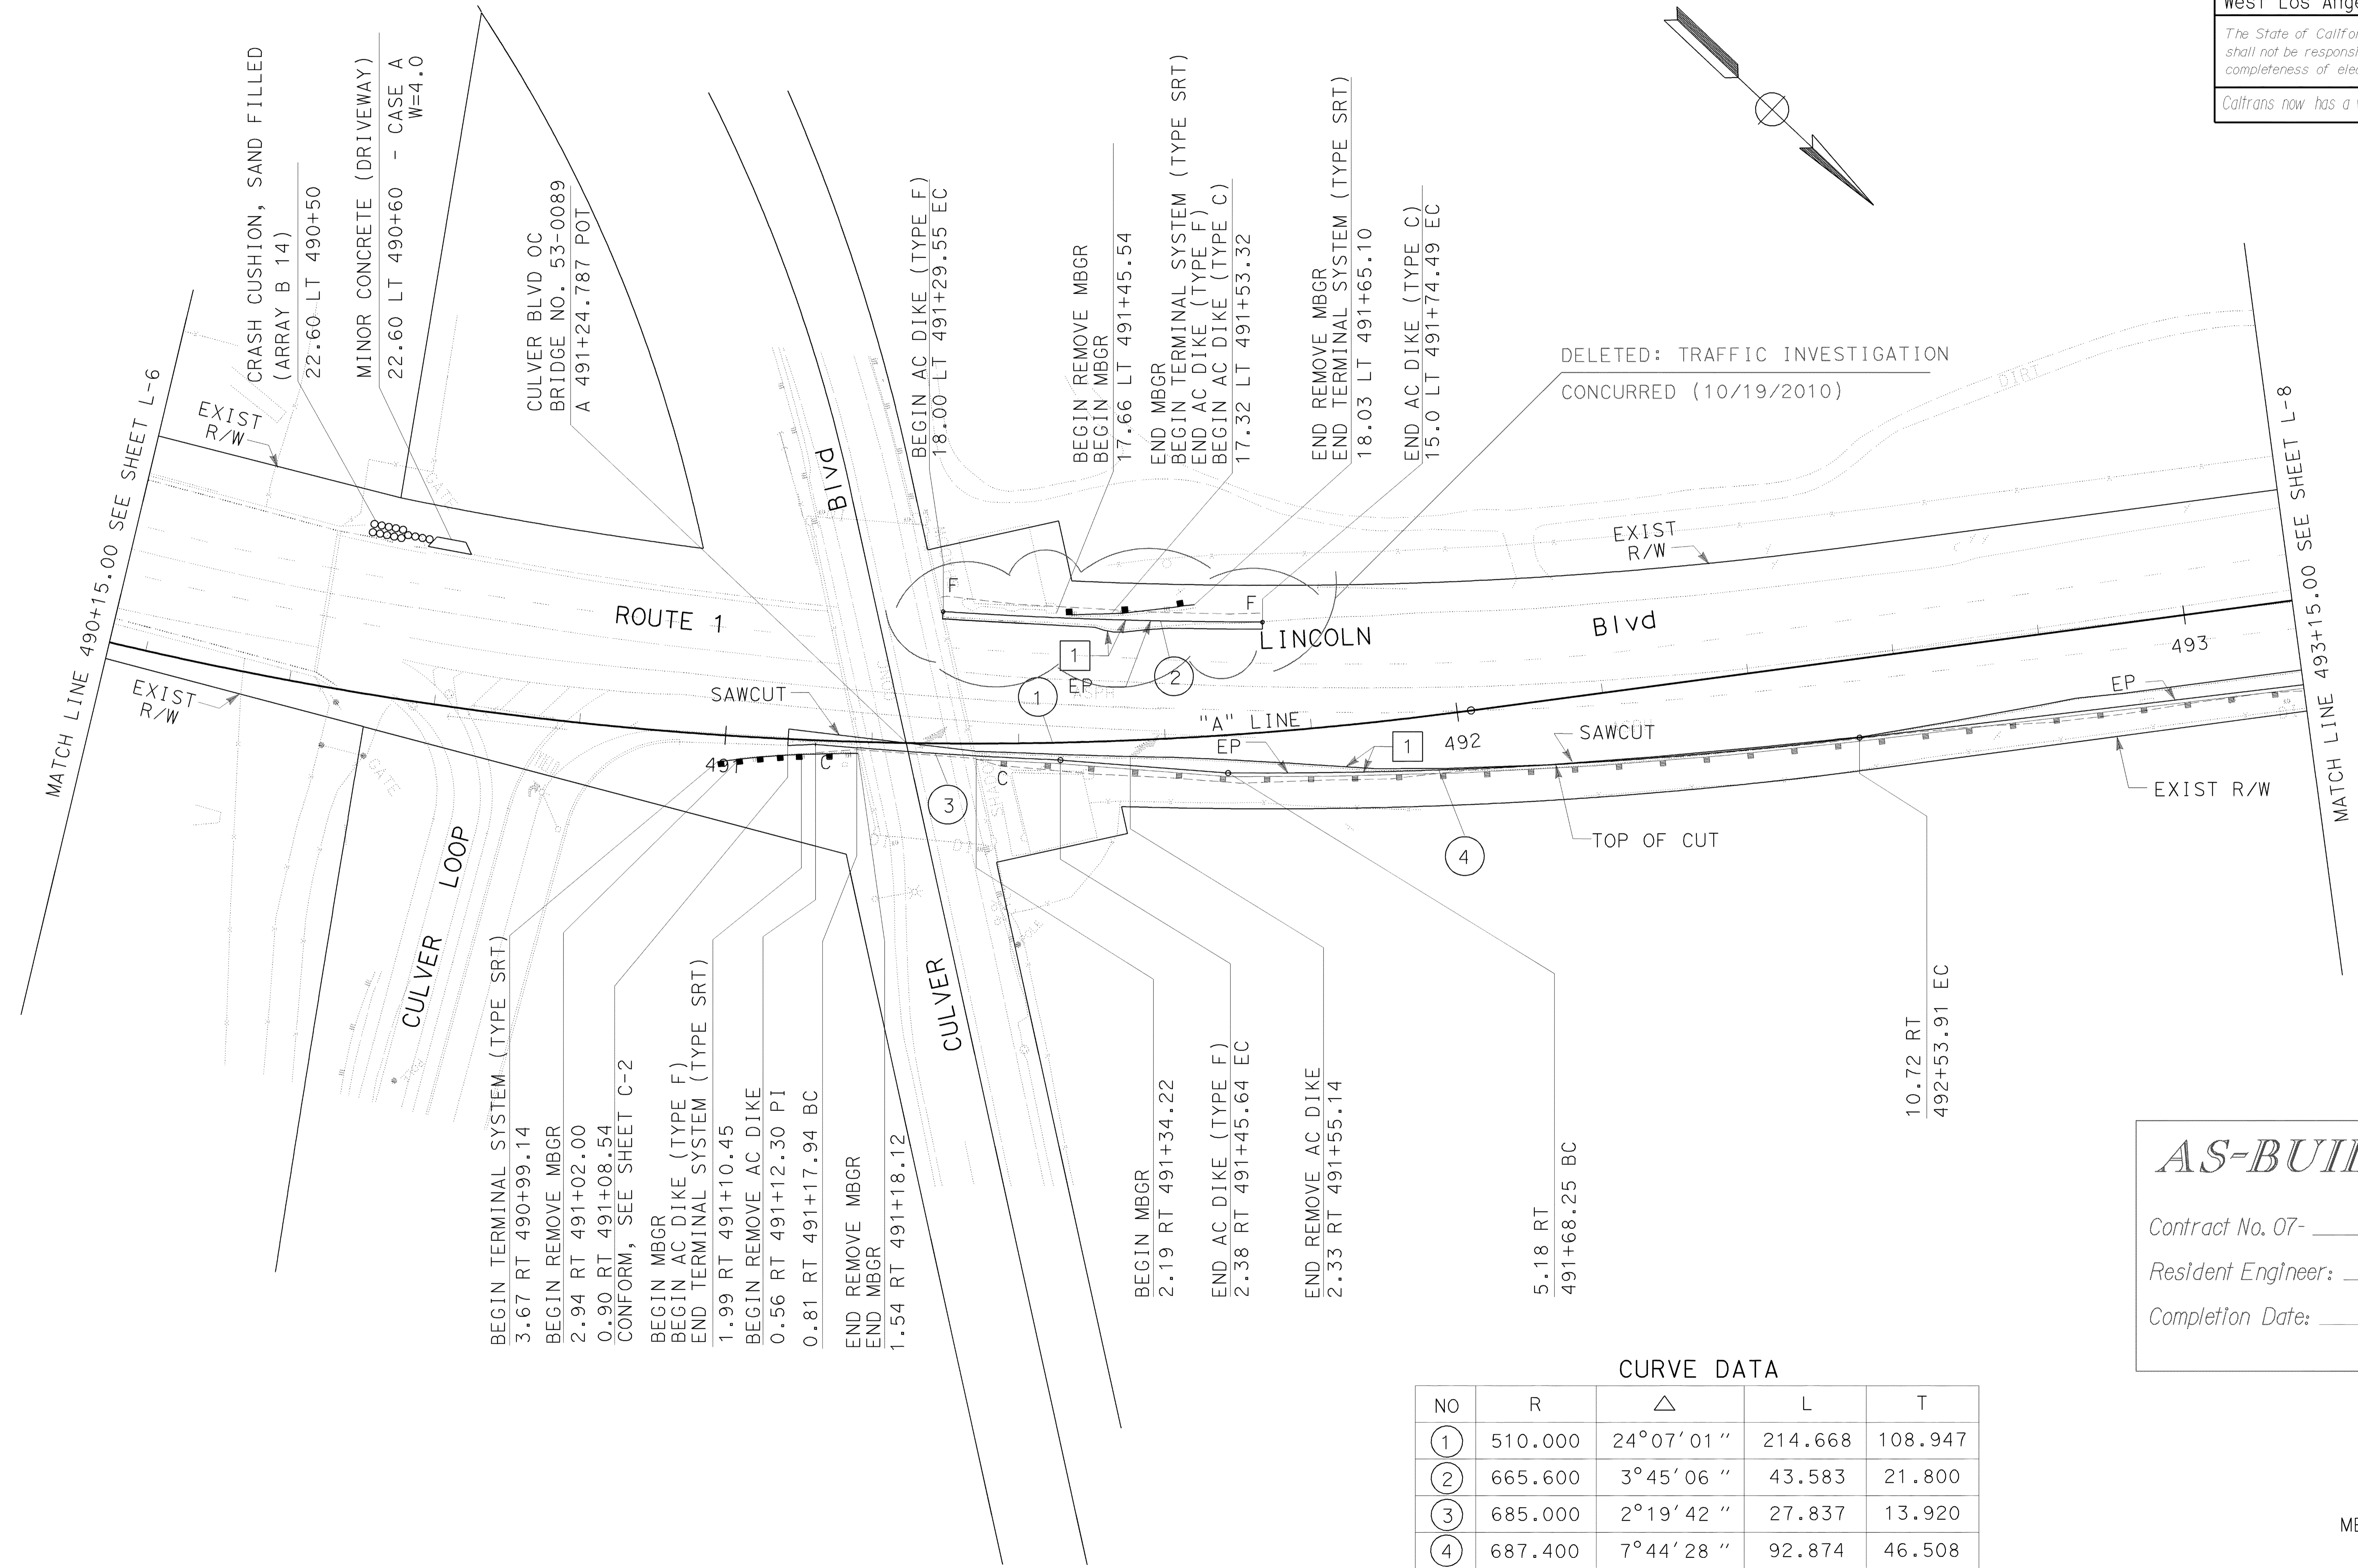 West Los Ange
The State of Califor
shall not be respons
completeness of elec
Caltrans now has a
CRASH CUSHION, SAND FILLED
(ARRAY B 14)
22.60 LT 490+50
MINOR CONCRETE (DRIVEWAY)
22.60 LT 490+60 - CASE A
W=4.0
CULVER BLVD OC
BRIDGE NO. 53-0089
A 491+24.787 POT
BEGIN AC DIKE (TYPE F)
18.00 LT 491+29.55 EC
BEGIN REMOVE MBGR
BEGIN MBGR
17.66 LT 491+45.54
END MBGR
BEGIN TERMINAL SYSTEM (TYPE SRT)
END AC DIKE (TYPE F)
BEGIN AC DIKE (TYPE C)
17.32 LT 491+53.32
END REMOVE MBGR
END TERMINAL SYSTEM (TYPE SRT)
18.03 LT 491+65.10
END AC DIKE (TYPE C)
15.0 LT 491+74.49 EC
DELETED: TRAFFIC INVESTIGATION
CONCURRED (10/19/2010)
DIRT
MATCH LINE 490+15.00 SEE SHEET L-6
EXIST
R/W
GATE
Blvd
F
F
EXIST
R/W
MATCH LINE 493+15.00 SEE SHEET L-8
ROUTE 1
LINCOLN
Blvd
1
2
1
EP
493
EXIST
R/W
SAWCUT
"A" LINE
EP
1
492
SAWCUT
EP
491
C
C
GATE
3
4
TOP OF CUT
EXIST R/W
CULVER LOOP
CULVER
BEGIN TERMINAL SYSTEM (TYPE SRT)
3.67 RT 490+99.14
BEGIN REMOVE MBGR
2.94 RT 491+02.00
0.90 RT 491+08.54
CONFORM, SEE SHEET C-2
BEGIN MBGR
BEGIN AC DIKE (TYPE F)
END TERMINAL SYSTEM (TYPE SRT)
1.99 RT 491+10.45
BEGIN REMOVE AC DIKE
0.56 RT 491+12.30 PI
0.81 RT 491+17.94 BC
END REMOVE MBGR
END MBGR
1.54 RT 491+18.12
BEGIN MBGR
2.19 RT 491+34.22
END AC DIKE (TYPE F)
2.38 RT 491+45.64 EC
END REMOVE AC DIKE
2.33 RT 491+55.14
5.18 RT
491+68.25 BC
10.72 RT
492+53.91 EC
AS-BUIL
Contract No. 07-
Resident Engineer:
Completion Date:
CURVE DATA
NO R △ L T
1 510.000 24°07'01" 214.668 108.947
2 665.600 3°45'06 " 43.583 21.800
3 685.000 2°19'42 " 27.837 13.920
4 687.400 7°44'28 " 92.874 46.508
ME